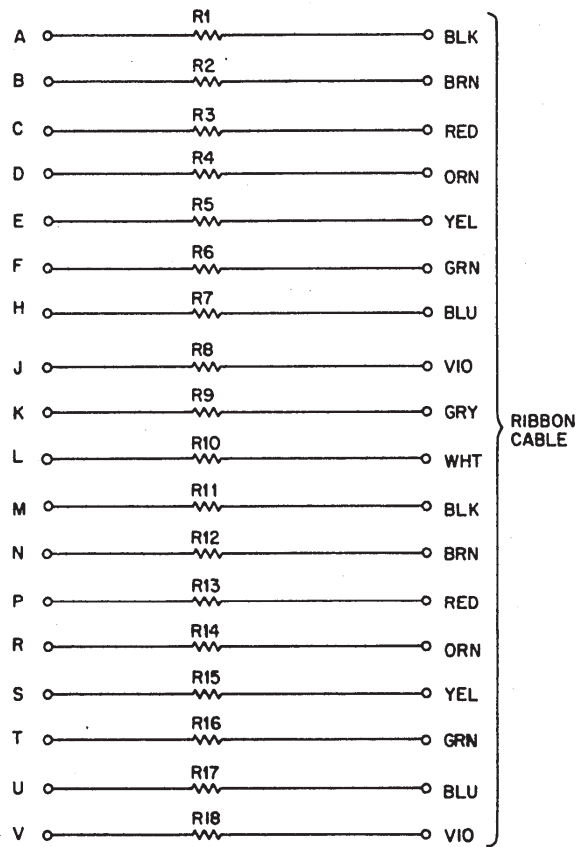 R1
A BLK
R2
B BRN
R3
C RED
R4
D ORN
R5
E YEL
R6
F GRN
R7
H BLU
R8
J VIO
R9
K GRY
RIBBON
CABLE
R10
L WHT
R11
M BLK
R12
N BRN
R13
P RED
R14
R ORN
R15
S YEL
R16
T GRN
R17
U BLU
R18
V VIO